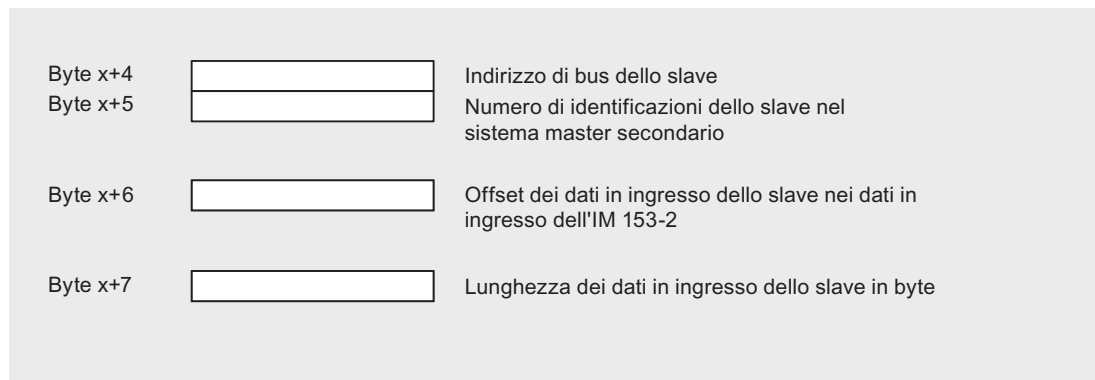 Byte x+4 Indirizzo di bus dello slave
Byte x+5 Numero di identificazioni dello slave nel
sistema master secondario
Byte x+6 Offset dei dati in ingresso dello slave nei dati in
ingresso dell'IM 153-2
Byte x+7 Lunghezza dei dati in ingresso dello slave in byte